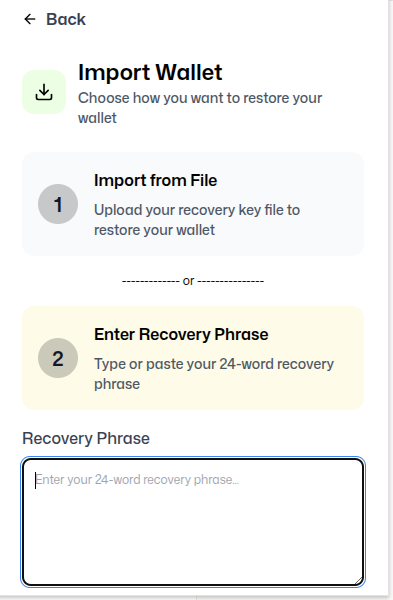 ← Back
Import Wallet
Choose how you want to restore your
wallet
1
Import from File
Upload your recovery key file to
restore your wallet
------------- or ---------------
2
Enter Recovery Phrase
Type or paste your 24-word recovery
phrase
Recovery Phrase
Enter your 24-word recovery phrase...